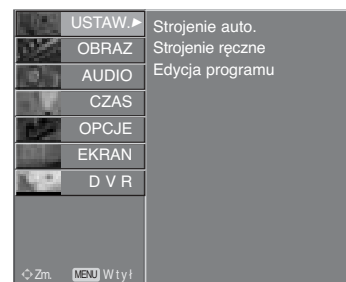 USTAW.►
OBRAZ
AUDIO
CZAS
OPCJE
EKRAN
D V R
Strojenie auto.
Strojenie ręczne
Edycja programu
Zm. MENU Wtył